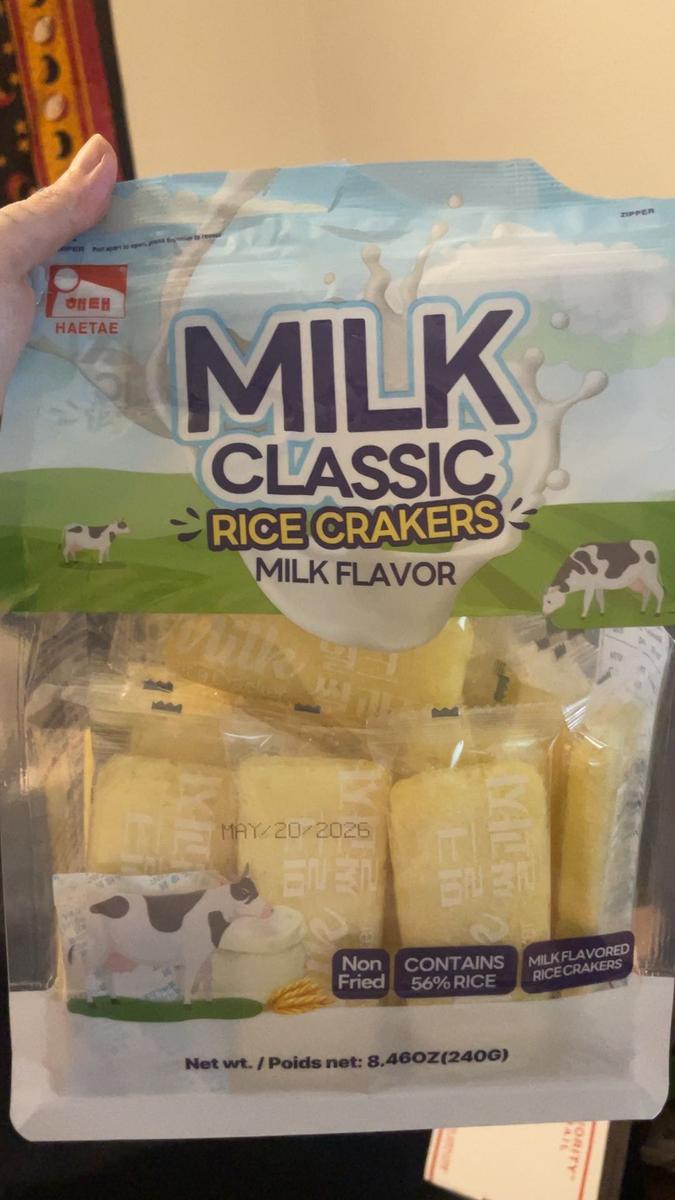 ZIPPER
해태
HAETAE
MILK
CLASSIC
RICE CRAKERS
MILK FLAVOR
Milk
MAY/20/2026
Non
Fried
CONTAINS
56% RICE
MILK FLAVORED
RICE CRAKERS
Net wt. / Poids net: 8.46OZ(240G)